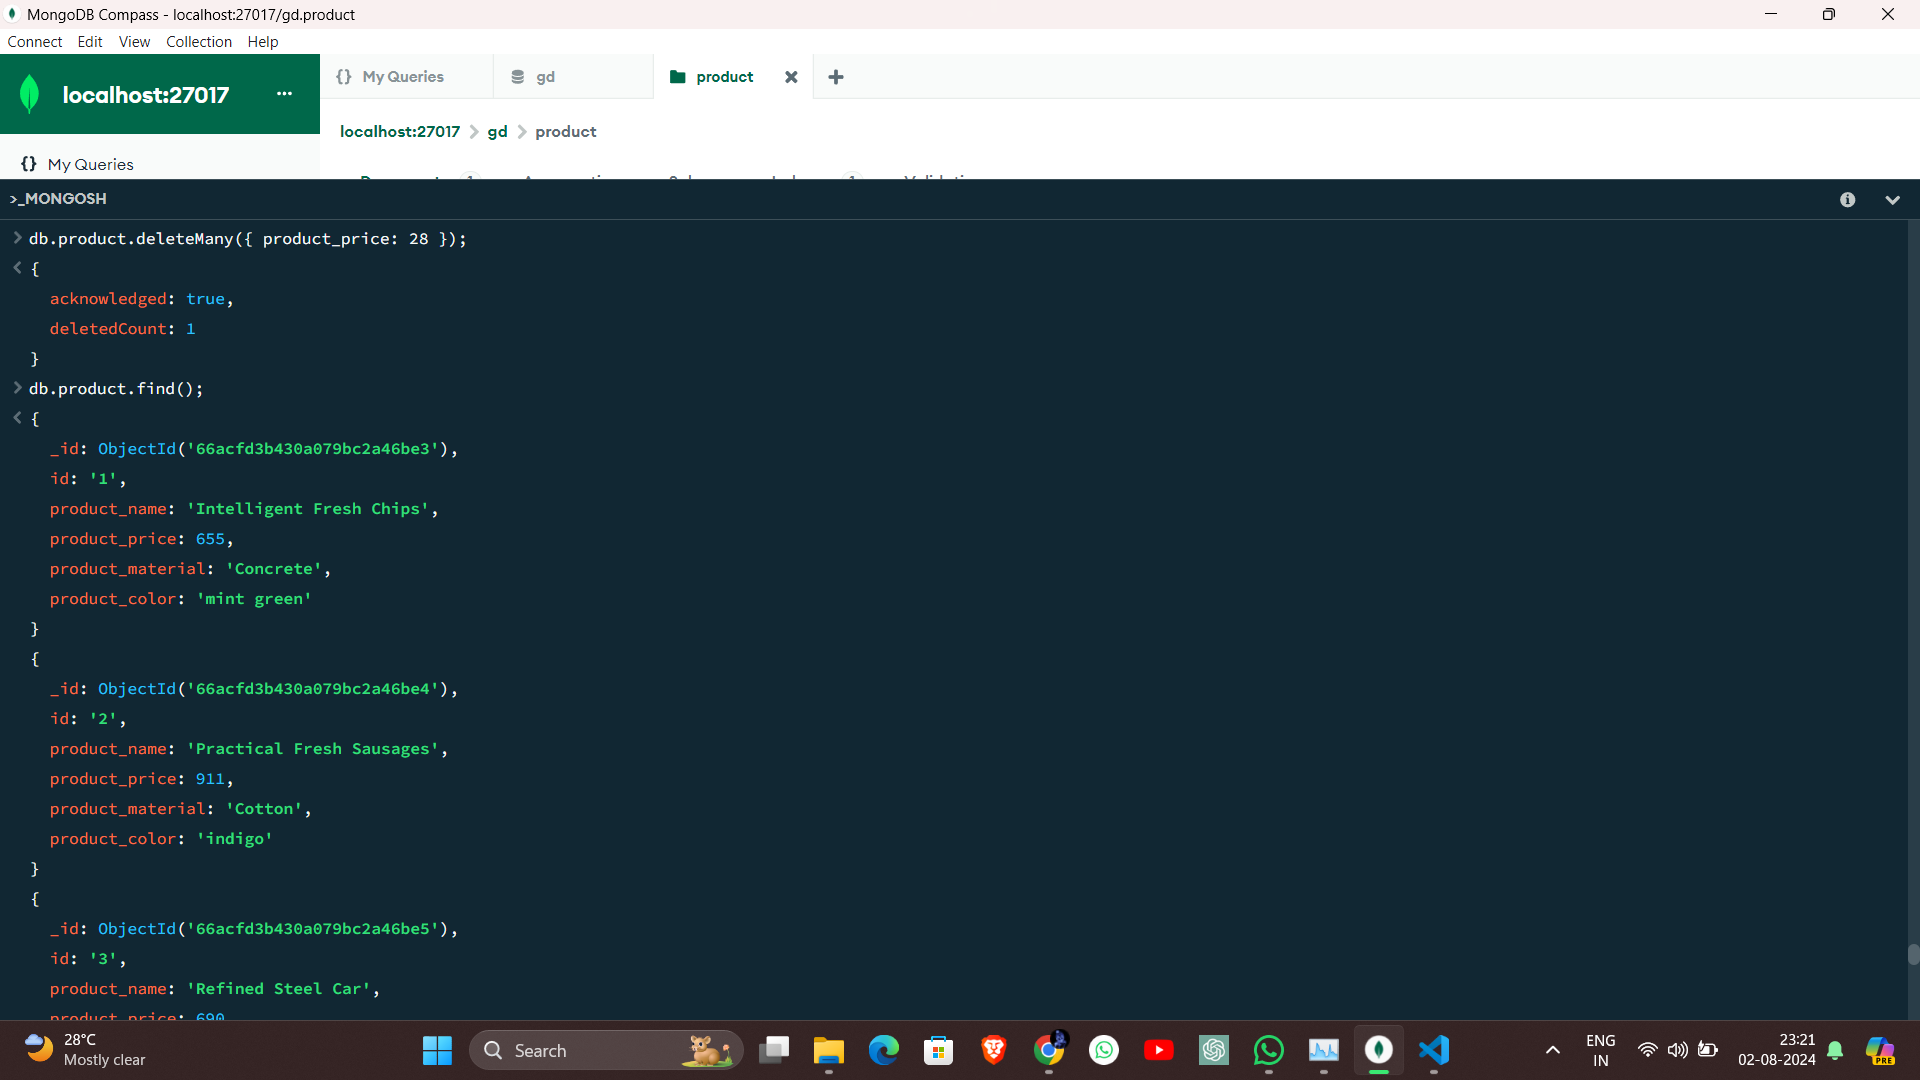 MongoDB Compass - localhost:27017/gd.product
Connect Edit View Collection Help
localhost:27017 ...
My Queries gd product
localhost:27017 > gd > product
{} My Queries
>_MONGOSH
> db.product.deleteMany({ product_price: 28 });
< {
acknowledged: true,
deletedCount: 1
}
> db.product.find();
< {
_id: ObjectId('66acfd3b430a079bc2a46be3'),
id: '1',
product_name: 'Intelligent Fresh Chips',
product_price: 655,
product_material: 'Concrete',
product_color: 'mint green'
}
{
_id: ObjectId('66acfd3b430a079bc2a46be4'),
id: '2',
product_name: 'Practical Fresh Sausages',
product_price: 911,
product_material: 'Cotton',
product_color: 'indigo'
}
{
_id: ObjectId('66acfd3b430a079bc2a46be5'),
id: '3',
product_name: 'Refined Steel Car',
product_price: 690
28°C
Mostly clear
Search
ENG
IN
23:21
02-08-2024
PRE